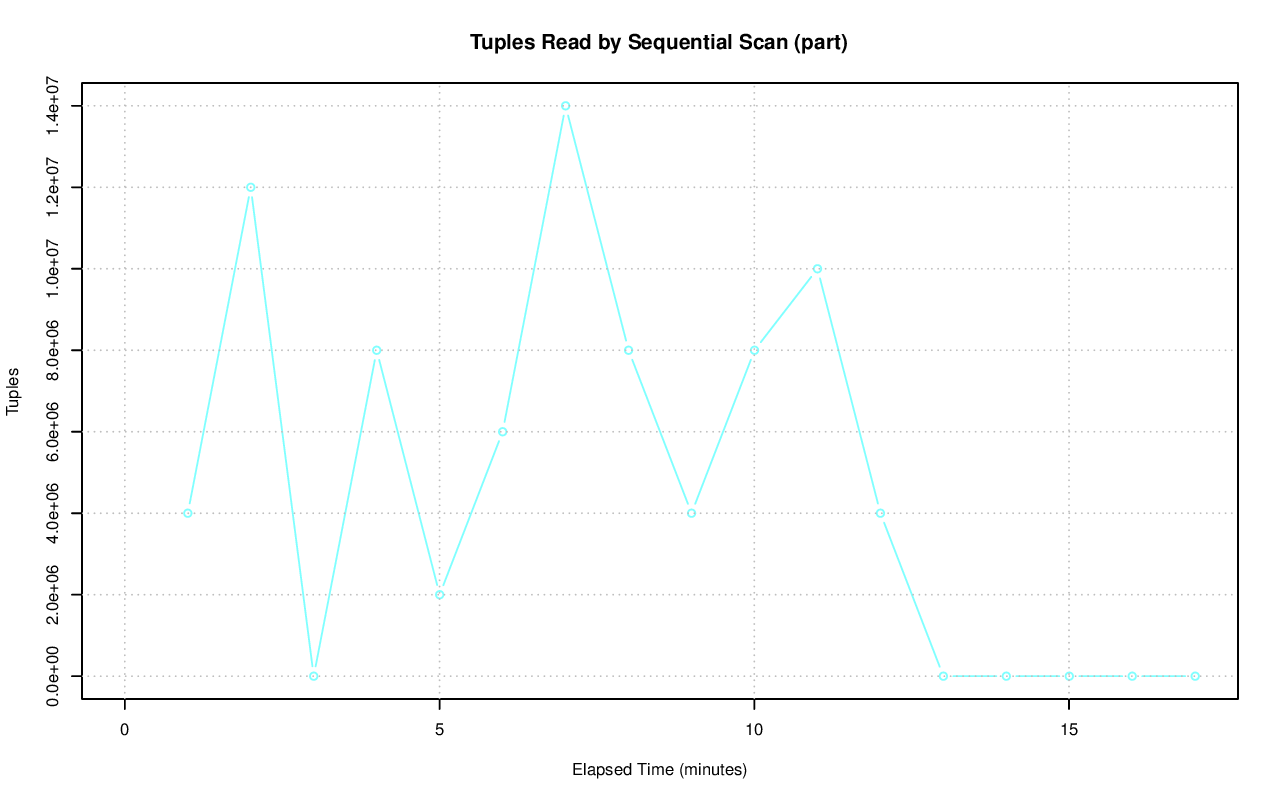 Tuples Read by Sequential Scan (part)
Tuples
1.4e+07
1.2e+07
1.0e+07
8.0e+06
6.0e+06
4.0e+06
2.0e+06
0.0e+00
0 5 10 15
Elapsed Time (minutes)